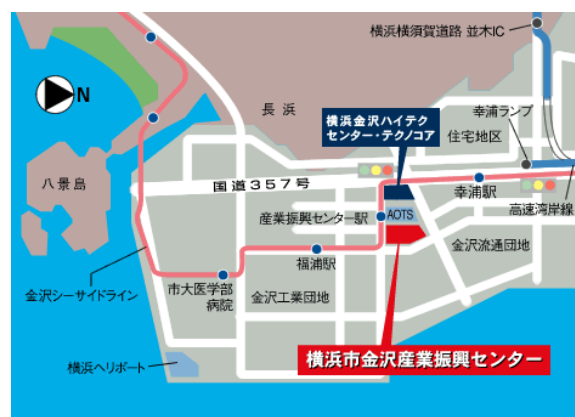 横浜横須賀道路 並木IC
N
長浜
横浜金沢ハイテク
センター・テクノコア
幸浦ランプ
住宅地区
八景島
国道357号
幸浦駅
高速湾岸線
産業振興センター駅
AOTS
金沢流通団地
福浦駅
金沢シーサイドライン
市大医学部
病院
金沢工業団地
横浜ヘリポート
横浜市金沢産業振興センター